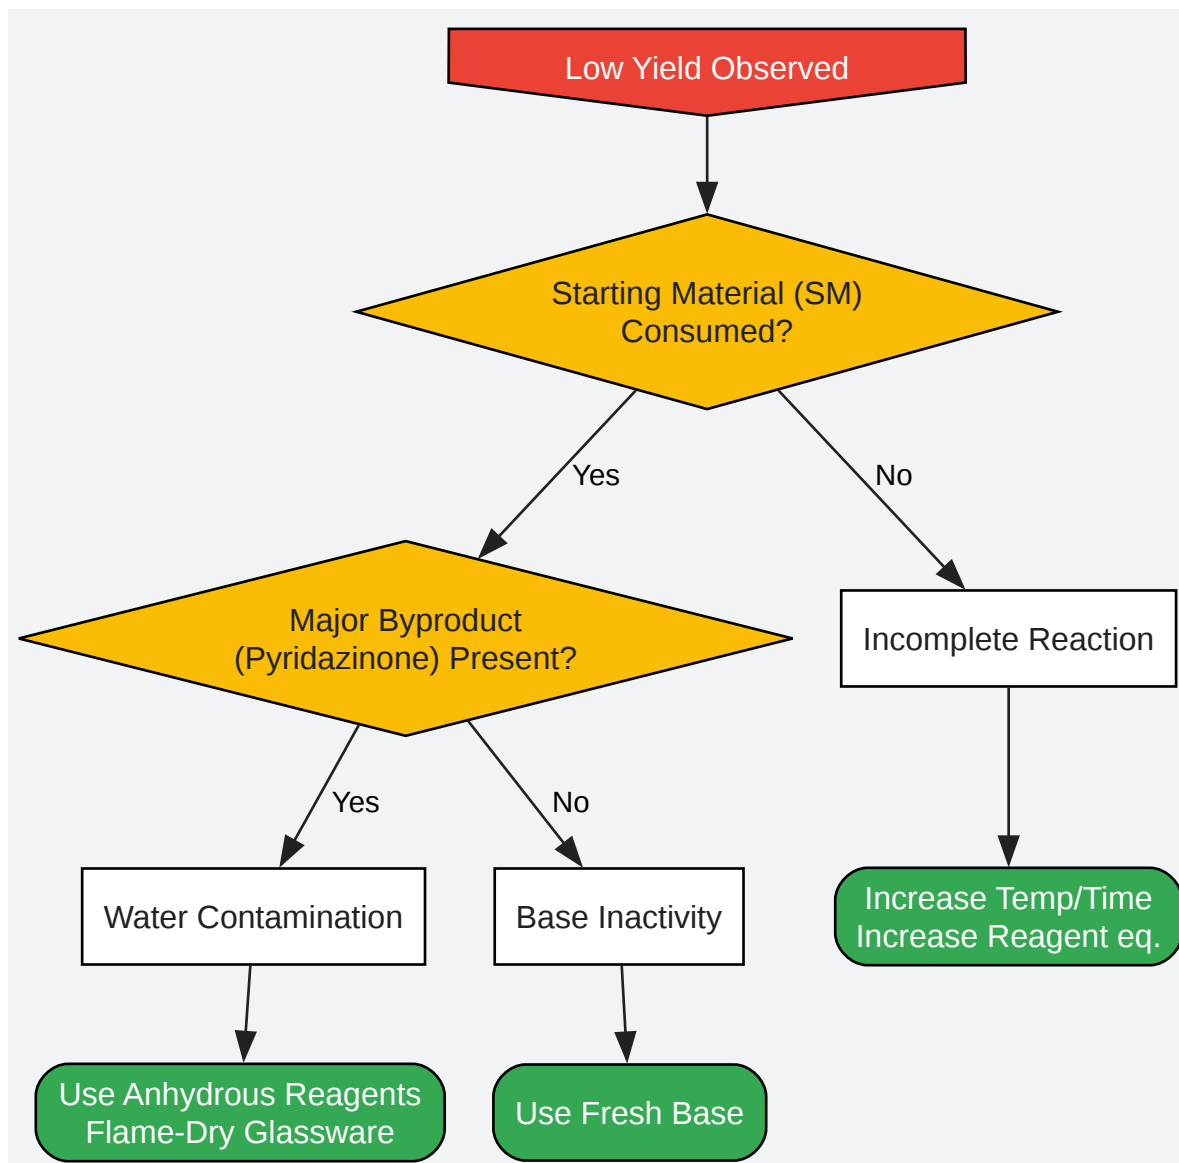 Low Yield Observed
Starting Material (SM)
Consumed?
Yes
No
Major Byproduct
(Pyridazinone) Present?
Incomplete Reaction
Yes
No
Water Contamination
Base Inactivity
Increase Temp/Time
Increase Reagent eq.
Use Anhydrous Reagents
Flame-Dry Glassware
Use Fresh Base